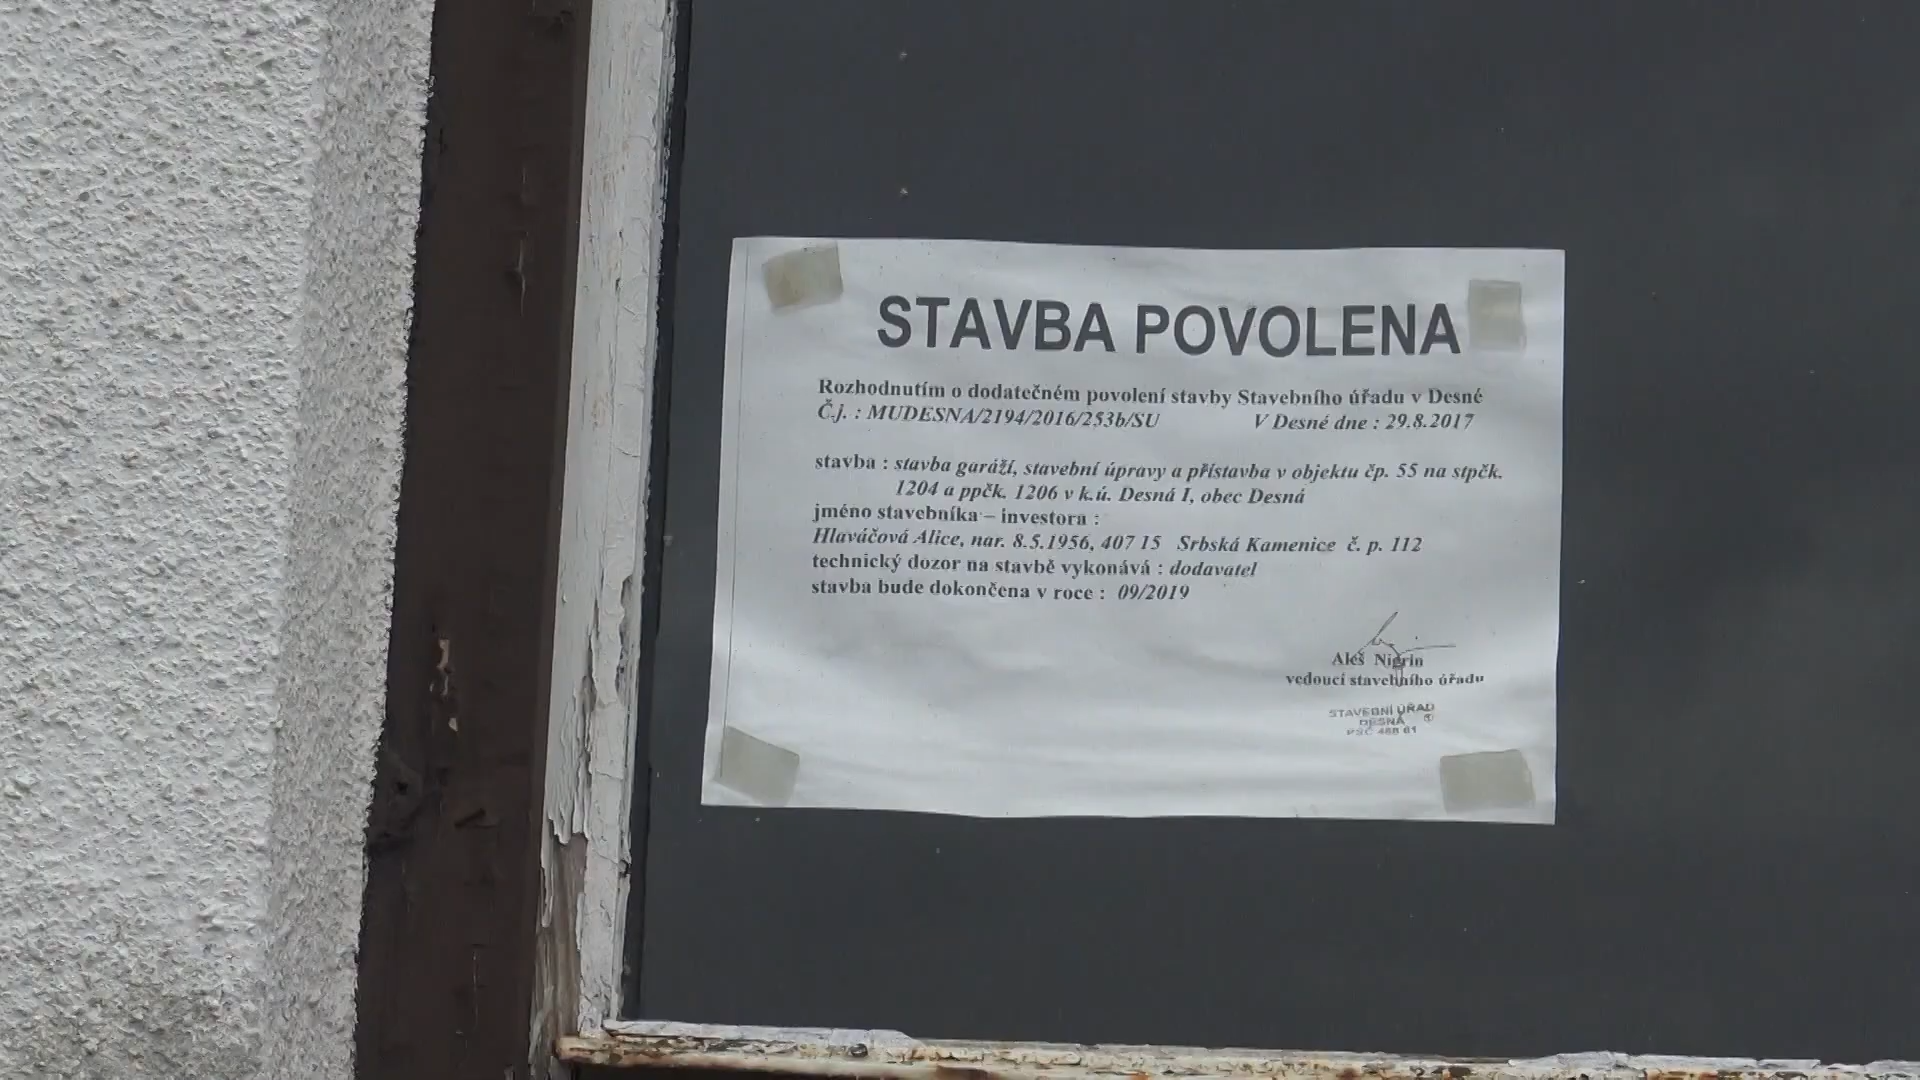 STAVBA POVOLENA
Rozhodnutím o dodatečném povolení stavby Stavebního úřadu v Desné
Č.j. : MUDESNA/2194/2016/253b/SU V Desné dne : 29.8.2017
stavba : stavba garáží, stavební úpravy a přístavba v objektu čp. 55 na stpčk.
1204 a ppčk. 1206 v k.ú. Desná I, obec Desná
jméno stavebníka – investora :
Hlaváčová Alice, nar. 8.5.1956, 407 15 Srbská Kamenice č. p. 112
technický dozor na stavbě vykonává : dodavatel
stavba bude dokončena v roce : 09/2019
Aleš Nigrin
vedoucí stavebního úřadu
STAVEBNÍ ÚŘAD
DESNÁ
PSČ 468 61